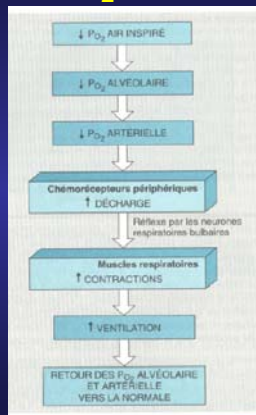 ↓ PO₂ AIR INSPIRÉ
↓ PO₂ ALVÉOLAIRE
↓ PO₂ ARTÉRIELLE
Chémorécepteurs périphériques
↑ DÉCHARGE
Réflexe par les neurones
respiratoires bulbaires
Muscles respiratoires
↑ CONTRACTIONS
↑ VENTILATION
RETOUR DES PO₂ ALVÉOLAIRE
ET ARTÉRIELLE
VERS LA NORMALE